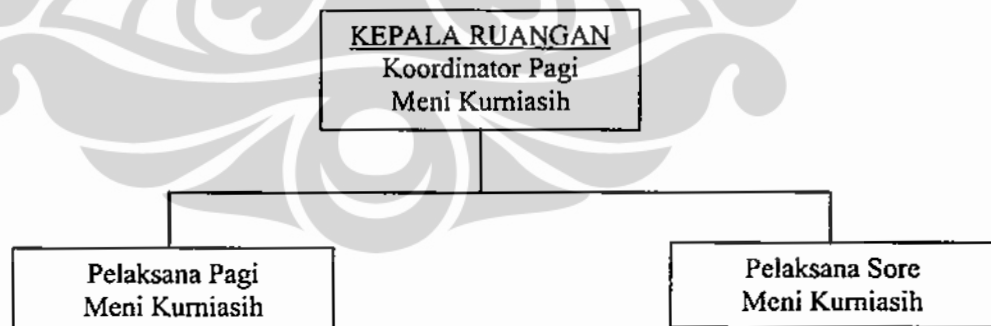 KEPALA RUANGAN
Koordinator Pagi
Meni Kurniasih
Pelaksana Pagi
Meni Kurniasih
Pelaksana Sore
Meni Kurniasih